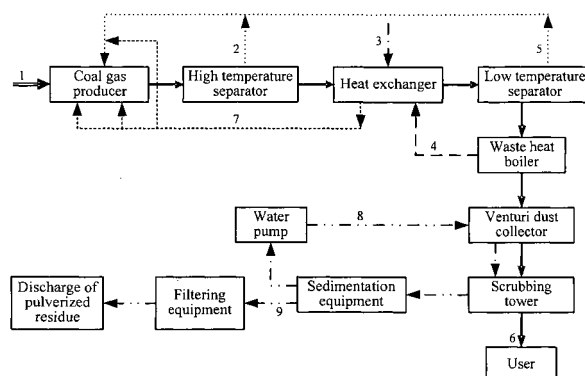 2
3
5
1
Coal gas
producer
High temperature
separator
Heat exchanger
Low temperature
separator
7
4
Waste heat
boiler
Water
pump
8
Venturi dust
collector
Discharge of
pulverized
residue
Filtering
equipment
9
Sedimentation
equipment
Scrubbing
tower
6
User